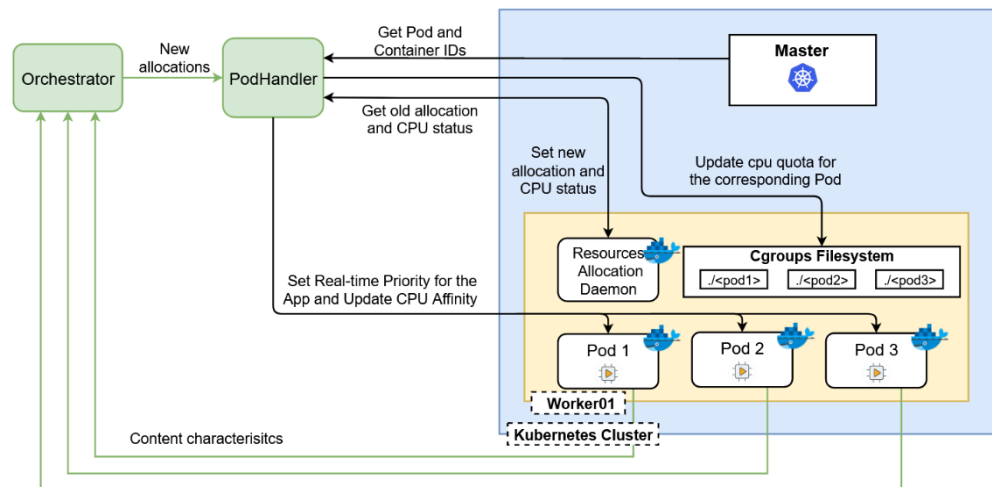 Get Pod and
Container IDs
New
allocations
Master
Orchestrator
PodHandler
Get old allocation
and CPU status
Set new
allocation and
CPU status
Update cpu quota for
the corresponding Pod
Resources
Allocation
Daemon
Cgroups Filesystem
./<pod1>
./<pod2>
./<pod3>
Set Real-time Priority for the
App and Update CPU Affinity
Pod 1
Pod 2
Pod 3
Worker01
Kubernetes Cluster
Content characterisitcs